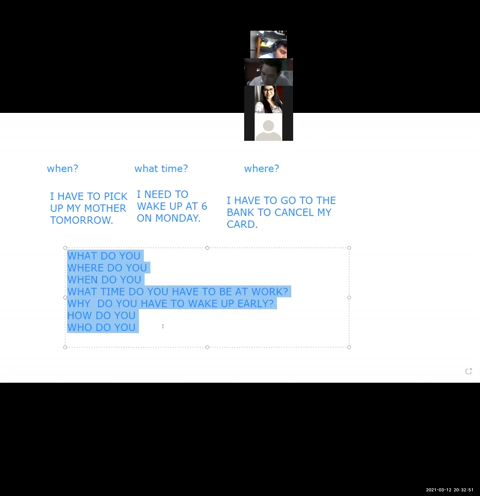 when?
what time?
where?
I HAVE TO PICK
UP MY MOTHER
TOMORROW.
I NEED TO
WAKE UP AT 6
ON MONDAY.
I HAVE TO GO TO THE
BANK TO CANCEL MY
CARD.
WHAT DO YOU
WHERE DO YOU
WHEN DO YOU
WHAT TIME DO YOU HAVE TO BE AT WORK?
WHY DO YOU HAVE TO WAKE UP EARLY?
HOW DO YOU
WHO DO YOU
2021-03-12 20:32:51